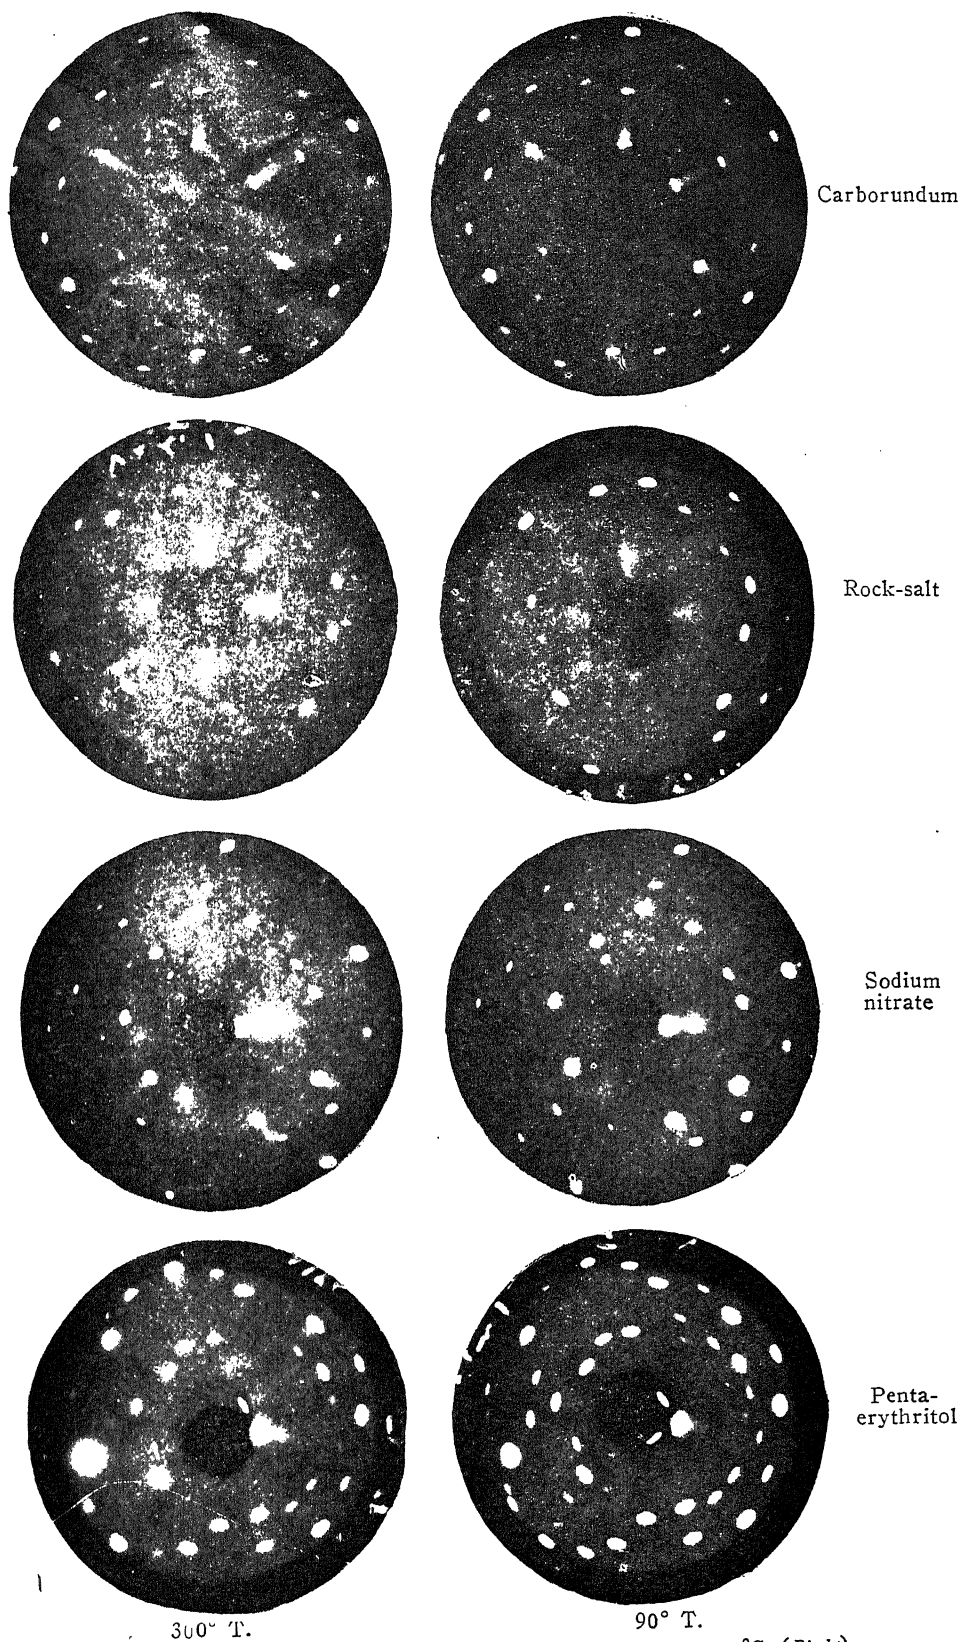 Carborundum
Rock-salt
Sodium
nitrate
Penta-
erythritol
300° T.
90° T.